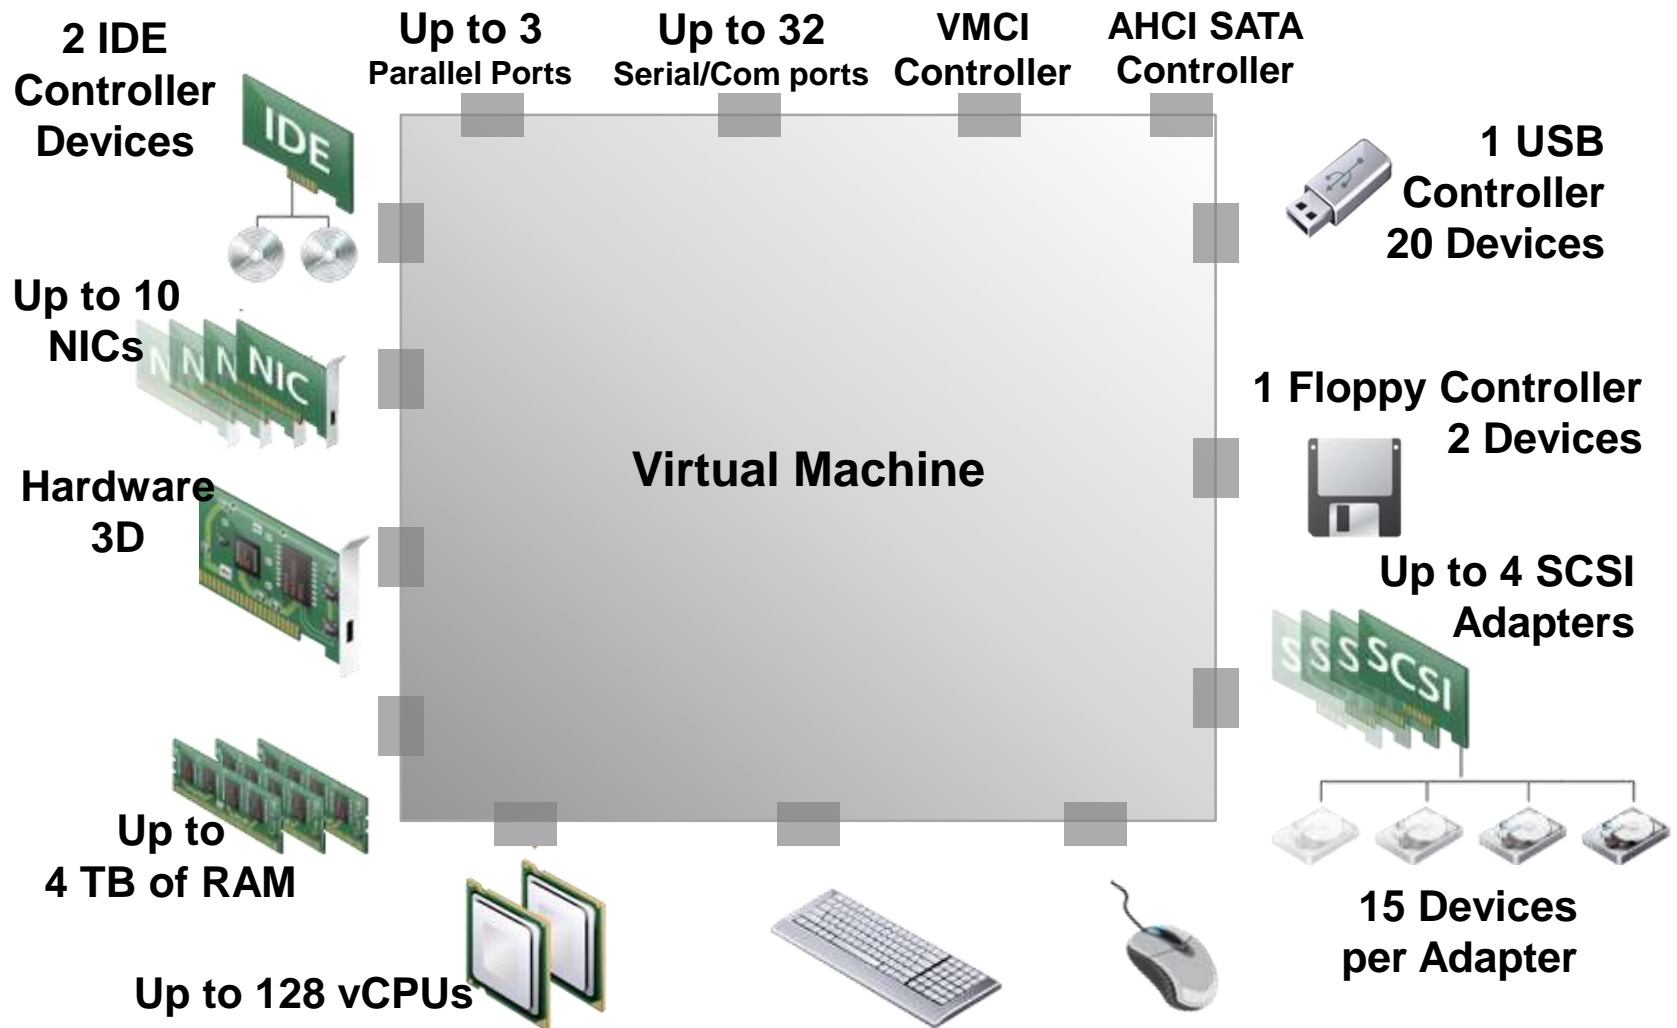 2 IDE
Controller
Devices
Up to 3
Parallel Ports
Up to 32
Serial/Com ports
VMCI
Controller
AHCI SATA
Controller
IDE
1 USB
Controller
20 Devices
Up to 10
NICs
N N N NIC
1 Floppy Controller
2 Devices
Virtual Machine
Hardware
3D
Up to 4 SCSI
Adapters
S S S SCSI
Up to
4 TB of RAM
15 Devices
per Adapter
Up to 128 vCPUs